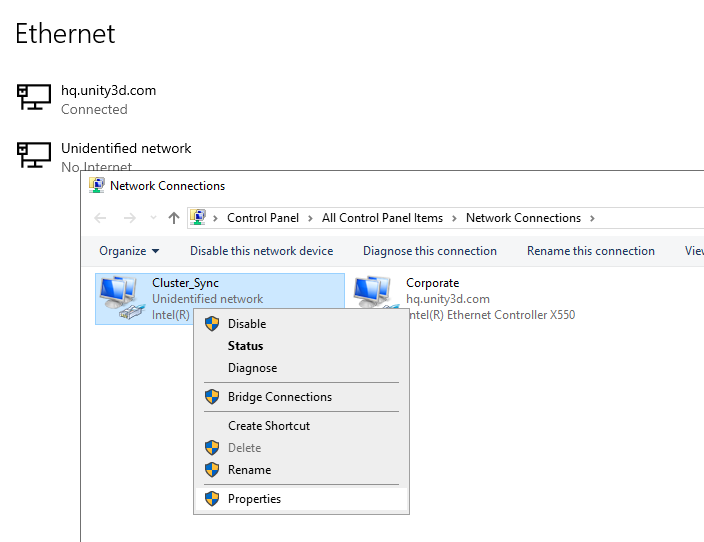 Ethernet
hq.unity3d.com
Connected
Unidentified network
No Internet
Network Connections
Control Panel > All Control Panel Items > Network Connections >
Organize Disable this network device Diagnose this connection Rename this connection
Cluster_Sync
Unidentified network
Intel(R)
Corporate
hq.unity3d.com
Intel(R) Ethernet Controller X550
Disable
Status
Diagnose
Bridge Connections
Create Shortcut
Delete
Rename
Properties